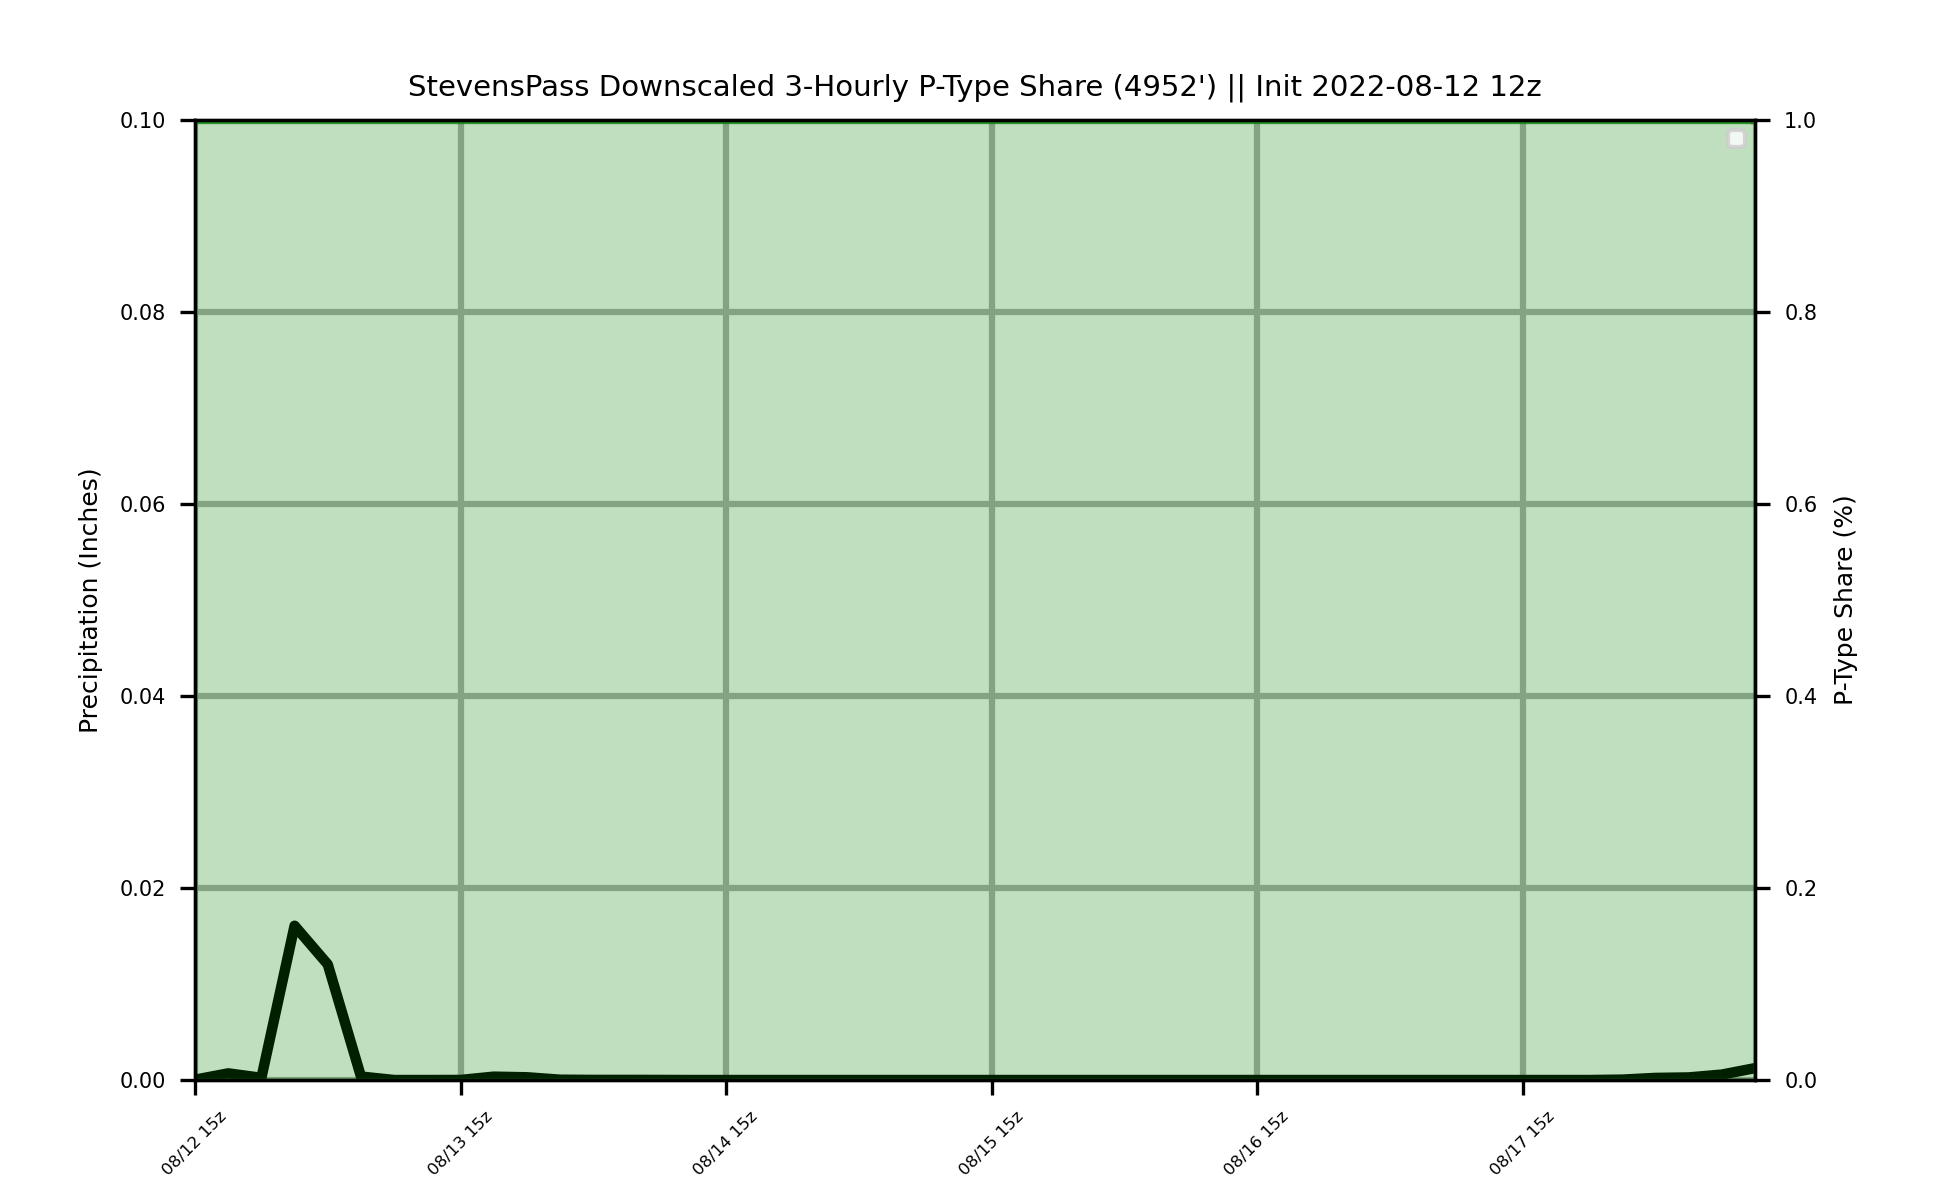 StevensPass Downscaled 3-Hourly P-Type Share (4952') || Init 2022-08-12 12z
Precipitation (Inches)
0.10
0.08
0.06
0.04
0.02
0.00
1.0
0.8
0.6
0.4
0.2
0.0
P-Type Share (%)
08/12 15z
08/13 15z
08/14 15z
08/15 15z
08/16 15z
08/17 15z